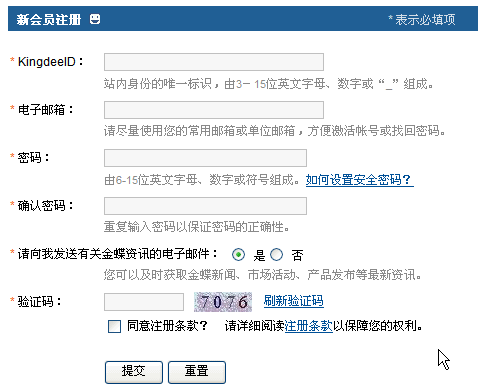 新会员注册 *表示必填项
* KingdeeID：
站内身份的唯一标识，由3－15位英文字母、数字或“_”组成。
* 电子邮箱：
请尽量使用您的常用邮箱或单位邮箱，方便激活帐号或找回密码。
* 密码：
由6-15位英文字母、数字或符号组成。如何设置安全密码？
* 确认密码：
重复输入密码以保证密码的正确性。
* 请向我发送有关金蝶资讯的电子邮件： 是 否
您可以及时获取金蝶新闻、市场活动、产品发布等最新资讯。
* 验证码： 7076 刷新验证码
同意注册条款？ 请详细阅读注册条款以保障您的权利。
提交 重置